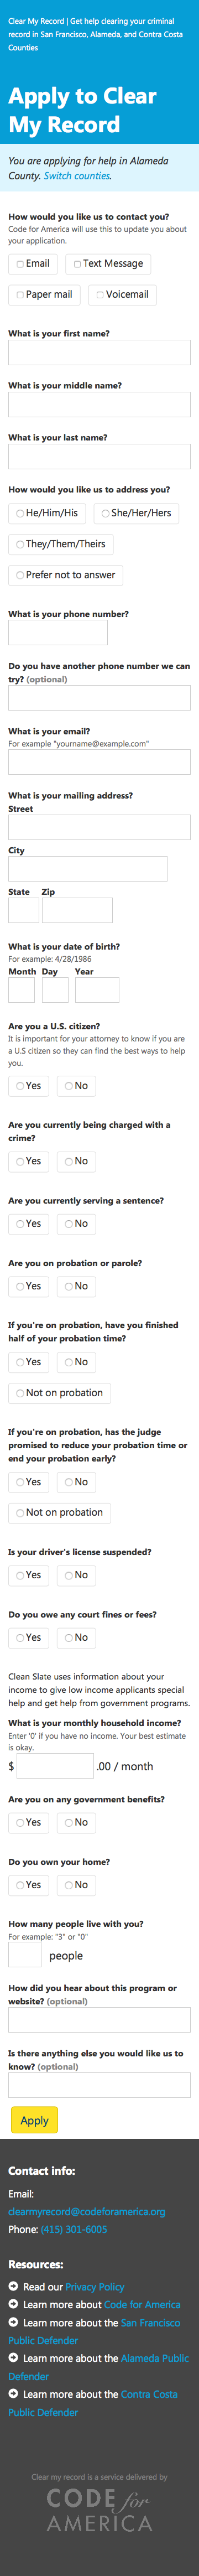 Clear My Record | Get help clearing your criminal
record in San Francisco, Alameda, and Contra Costa
Counties
Apply to Clear
My Record
You are applying for help in Alameda
County. Switch counties.
How would you like us to contact you?
Code for America will use this to update you about
your application.
Email
Text Message
Paper mail
Voicemail
What is your first name?
What is your middle name?
What is your last name?
How would you like us to address you?
He/Him/His
She/Her/Hers
They/Them/Theirs
Prefer not to answer
What is your phone number?
Do you have another phone number we can
try? (optional)
What is your email?
For example "yourname@example.com"
What is your mailing address?
Street
City
State Zip
What is your date of birth?
For example: 4/28/1986
Month Day Year
Are you a U.S. citizen?
It is important for your attorney to know if you are
a U.S citizen so they can find the best ways to help
you.
Yes No
Are you currently being charged with a
crime?
Yes No
Are you currently serving a sentence?
Yes No
Are you on probation or parole?
Yes No
If you're on probation, have you finished
half of your probation time?
Yes No
Not on probation
If you're on probation, has the judge
promised to reduce your probation time or
end your probation early?
Yes No
Not on probation
Is your driver's license suspended?
Yes No
Do you owe any court fines or fees?
Yes No
Clean Slate uses information about your
income to give low income applicants special
help and get help from government programs.
What is your monthly household income?
Enter '0' if you have no income. Your best estimate
is okay.
$ .00 / month
Are you on any government benefits?
Yes No
Do you own your home?
Yes No
How many people live with you?
For example: "3" or "0"
people
How did you hear about this program or
website? (optional)
Is there anything else you would like us to
know? (optional)
Apply
Contact info:
Email:
clearmyrecord@codeforamerica.org
Phone: (415) 301-6005
Resources:
Read our Privacy Policy
Learn more about Code for America
Learn more about the San Francisco
Public Defender
Learn more about the Alameda Public
Defender
Learn more about the Contra Costa
Public Defender
Clear my record is a service delivered by
CODE for
AMERICA